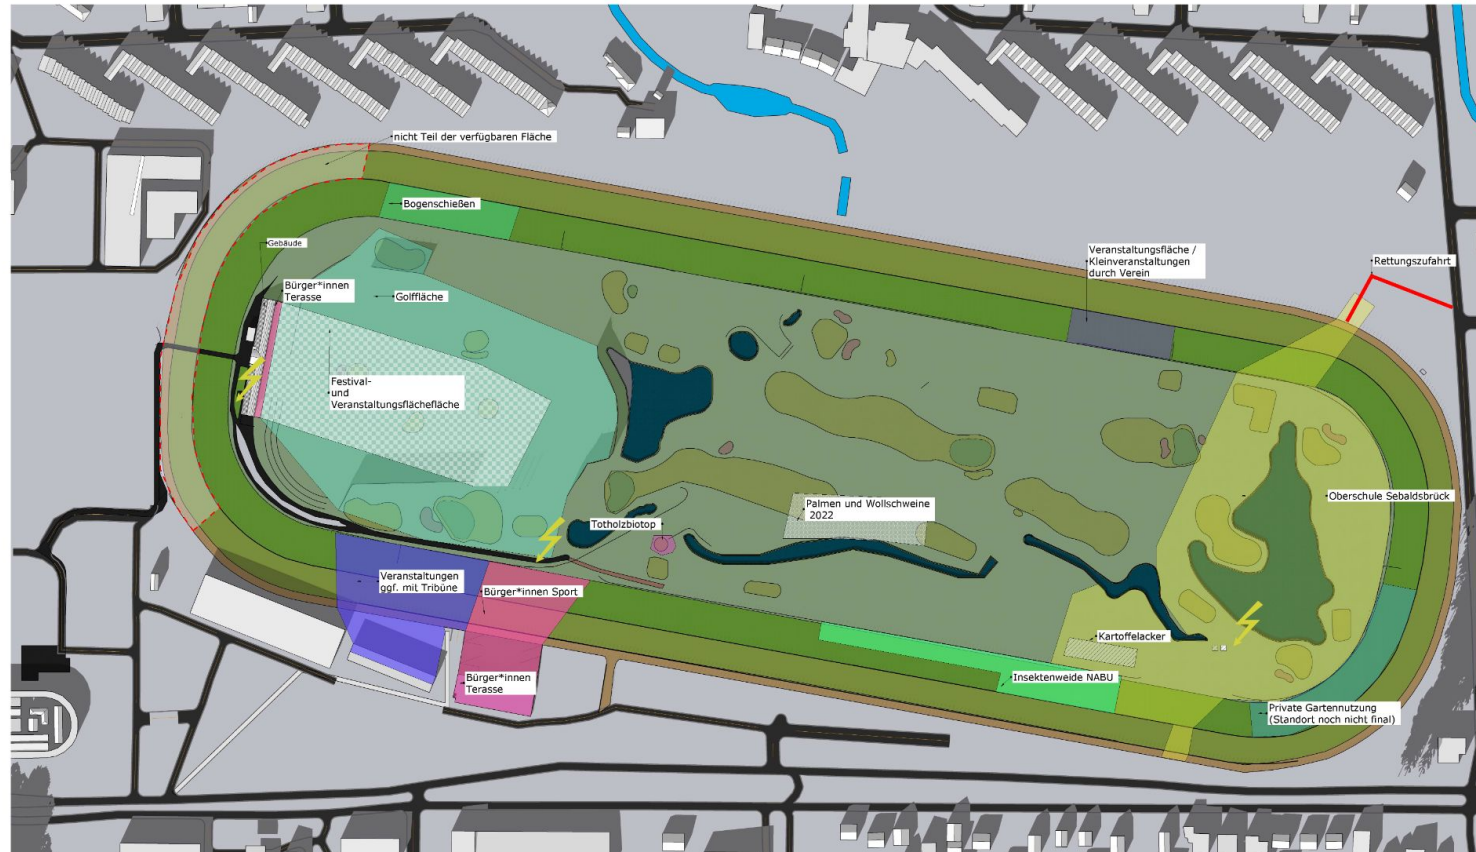 nicht Teil der verfügbaren Fläche
Bogenschießen
Gebäude
Bürger*innen
Terasse
Golffläche
Veranstaltungsfläche /
Kleinveranstaltungen
durch Verein
Rettungszufahrt
Festival-
und
Veranstaltungsflächefläche
Palmen und Wollschweine
2022
Oberschule Sebaldsbrück
Totholzbiotop
Veranstaltungen
ggf. mit Tribüne
Bürger*innen Sport
Kartoffelacker
Bürger*innen
Terasse
Insektenweide NABU
Private Gartennutzung
(Standort noch nicht final)